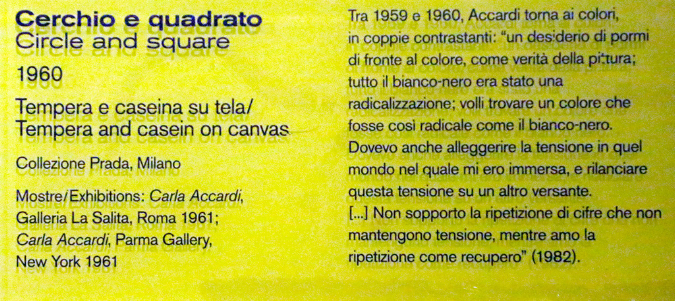 Cerchio e quadrato
Circle and square
1960
Tempera e caseina su tela/
Tempera and casein on canvas
Collezione Prada, Milano
Mostre/Exhibitions: Carla Accardi,
Galleria La Salita, Roma 1961;
Carla Accardi, Parma Gallery,
New York 1961
Tra 1959 e 1960, Accardi torna ai colori,
in coppie contrastanti: “un desiderio di pormi
di fronte al colore, come verità della pittura;
tutto il bianco-nero era stato una
radicalizzazione; volli trovare un colore che
fosse così radicale come il bianco-nero.
Dovevo anche alleggerire la tensione in quel
mondo nel quale mi ero immersa, e rilanciare
questa tensione su un altro versante.
[...] Non sopporto la ripetizione di cifre che non
mantengono tensione, mentre amo la
ripetizione come recupero” (1982).